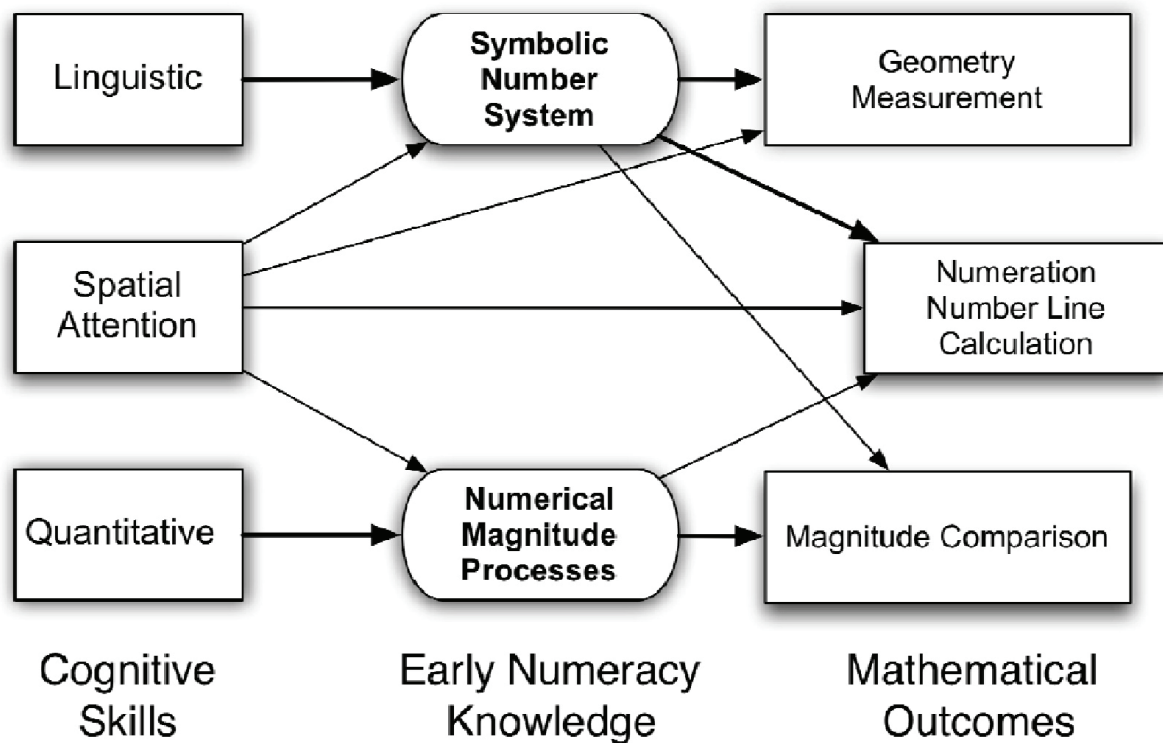 Linguistic
Symbolic
Number
System
Geometry
Measurement
Spatial
Attention
Numeration
Number Line
Calculation
Quantitative
Numerical
Magnitude
Processes
Magnitude Comparison
Cognitive
Skills
Early Numeracy
Knowledge
Mathematical
Outcomes